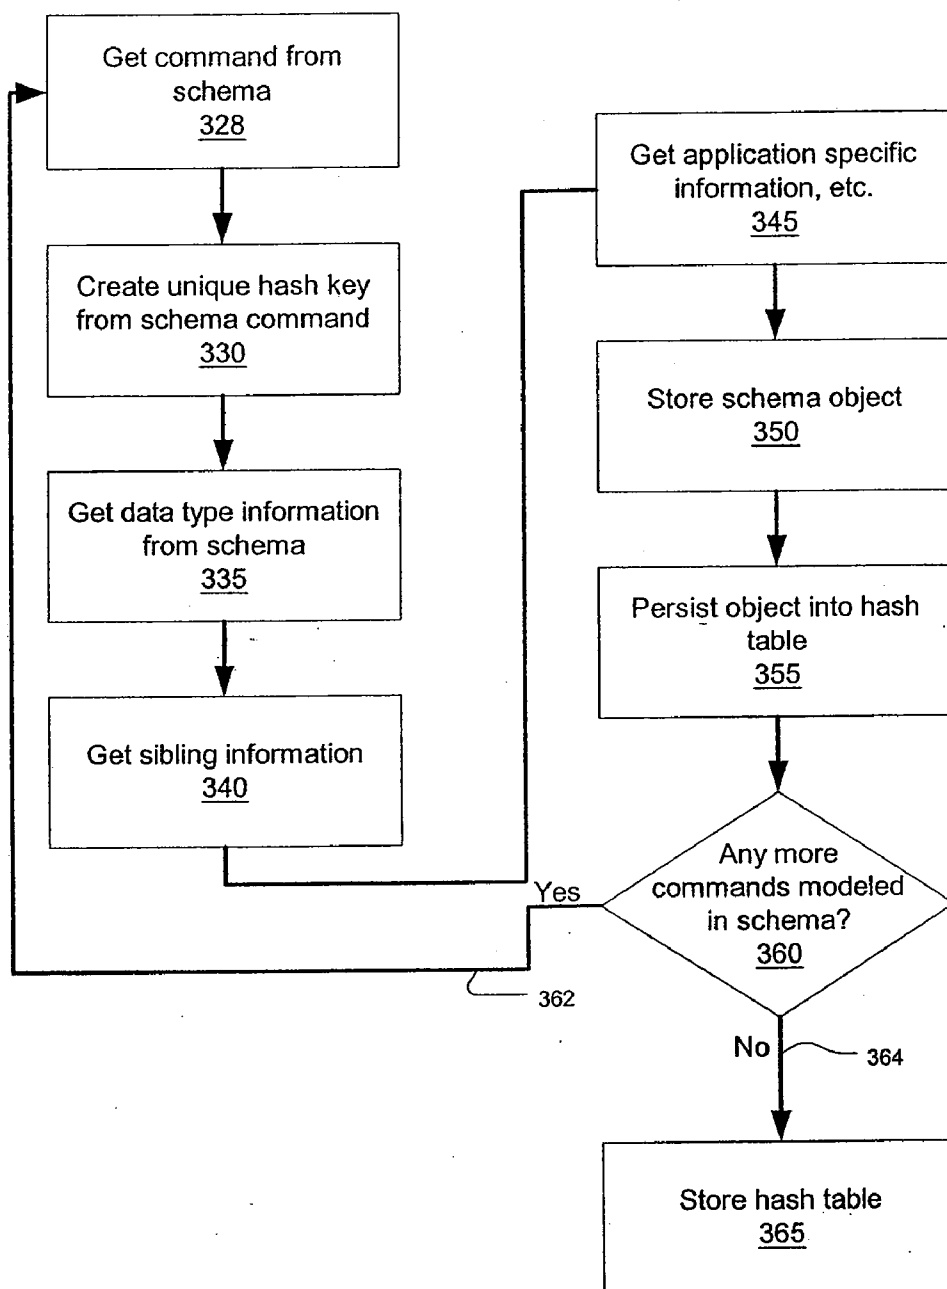 Get command from
schema
328
Create unique hash key
from schema command
330
Get data type information
from schema
335
Get sibling information
340
Get application specific
information, etc.
345
Store schema object
350
Persist object into hash
table
355
Any more
commands modeled
in schema?
360
Yes
362
No
364
Store hash table
365